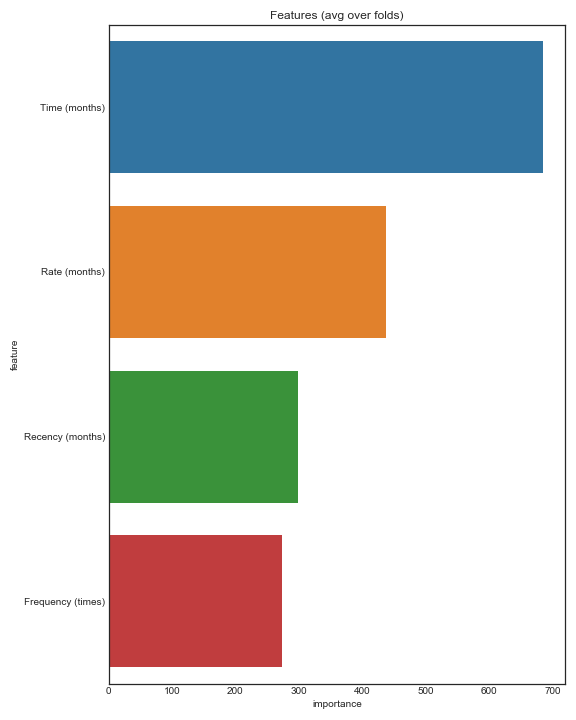 Features (avg over folds)
Time (months)
Rate (months)
Recency (months)
Frequency (times)
feature
0 100 200 300 400 500 600 700
importance